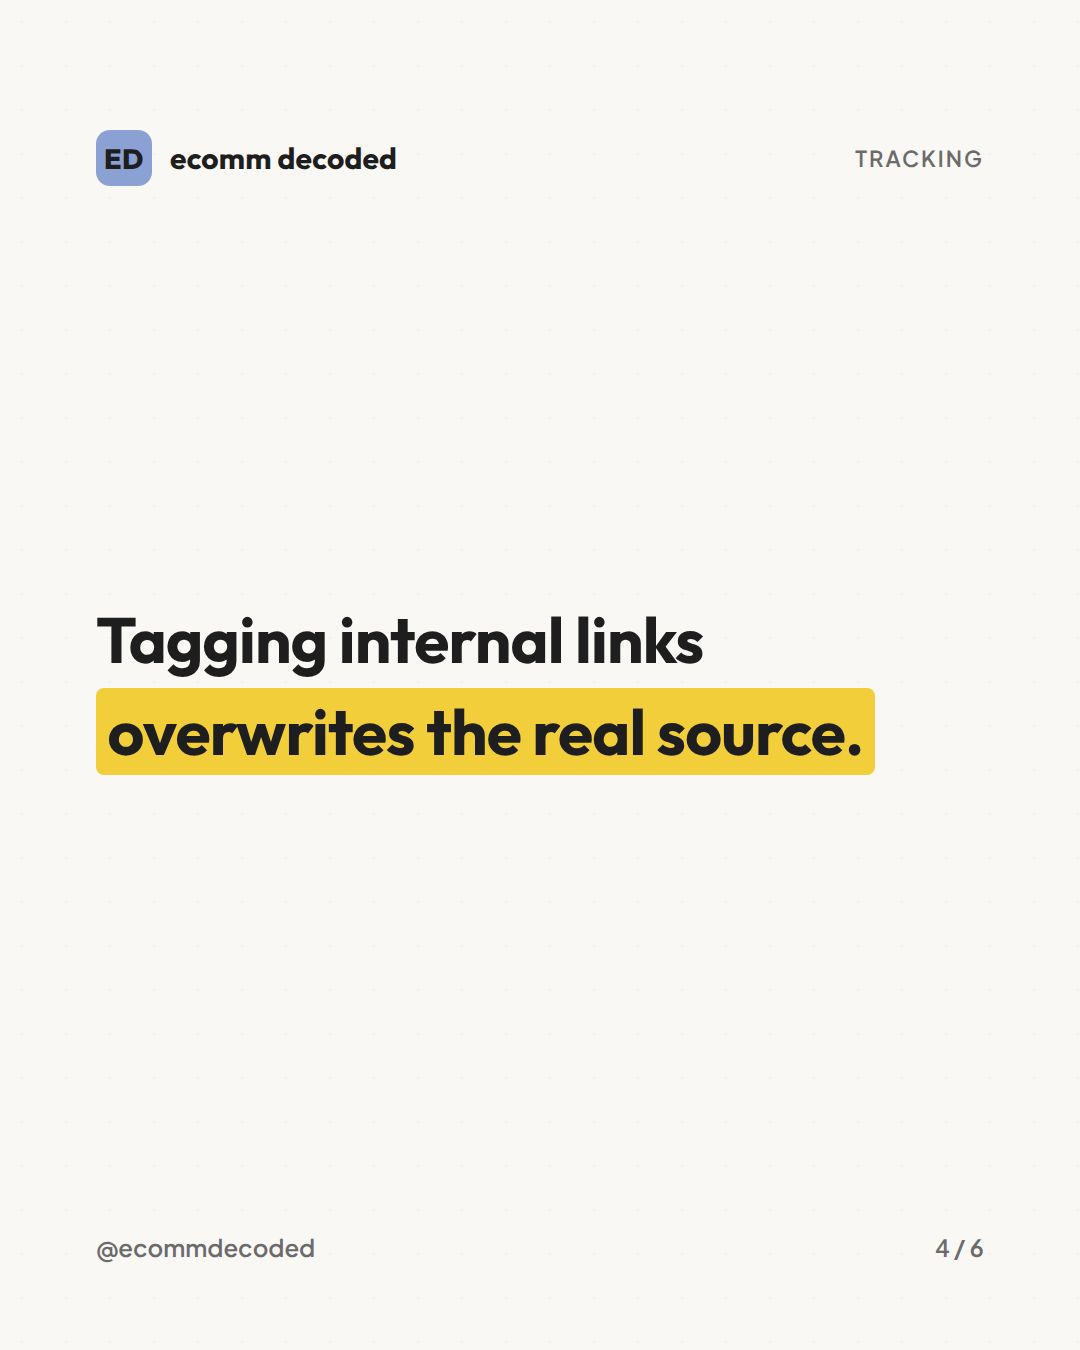 ED ecomm decoded
TRACKING
Tagging internal links
overwrites the real source.
@ecommdecoded
4 / 6